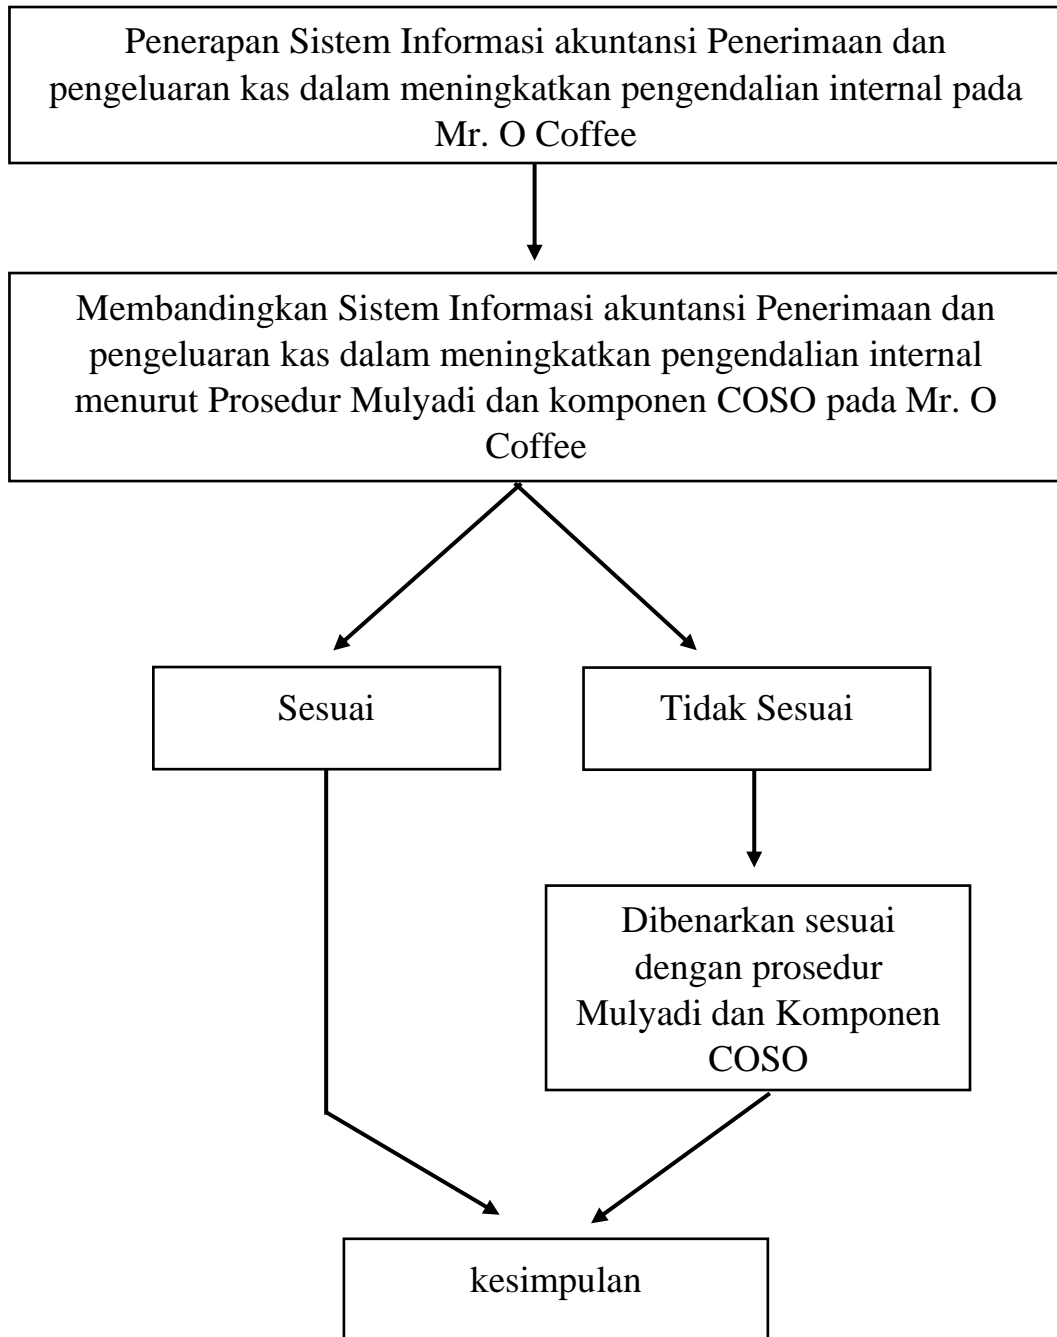 Penerapan Sistem Informasi akuntansi Penerimaan dan
pengeluaran kas dalam meningkatkan pengendalian internal pada
Mr. O Coffee
Membandingkan Sistem Informasi akuntansi Penerimaan dan
pengeluaran kas dalam meningkatkan pengendalian internal
menurut Prosedur Mulyadi dan komponen COSO pada Mr. O
Coffee
Sesuai
Tidak Sesuai
Dibenarkan sesuai
dengan prosedur
Mulyadi dan Komponen
COSO
kesimpulan